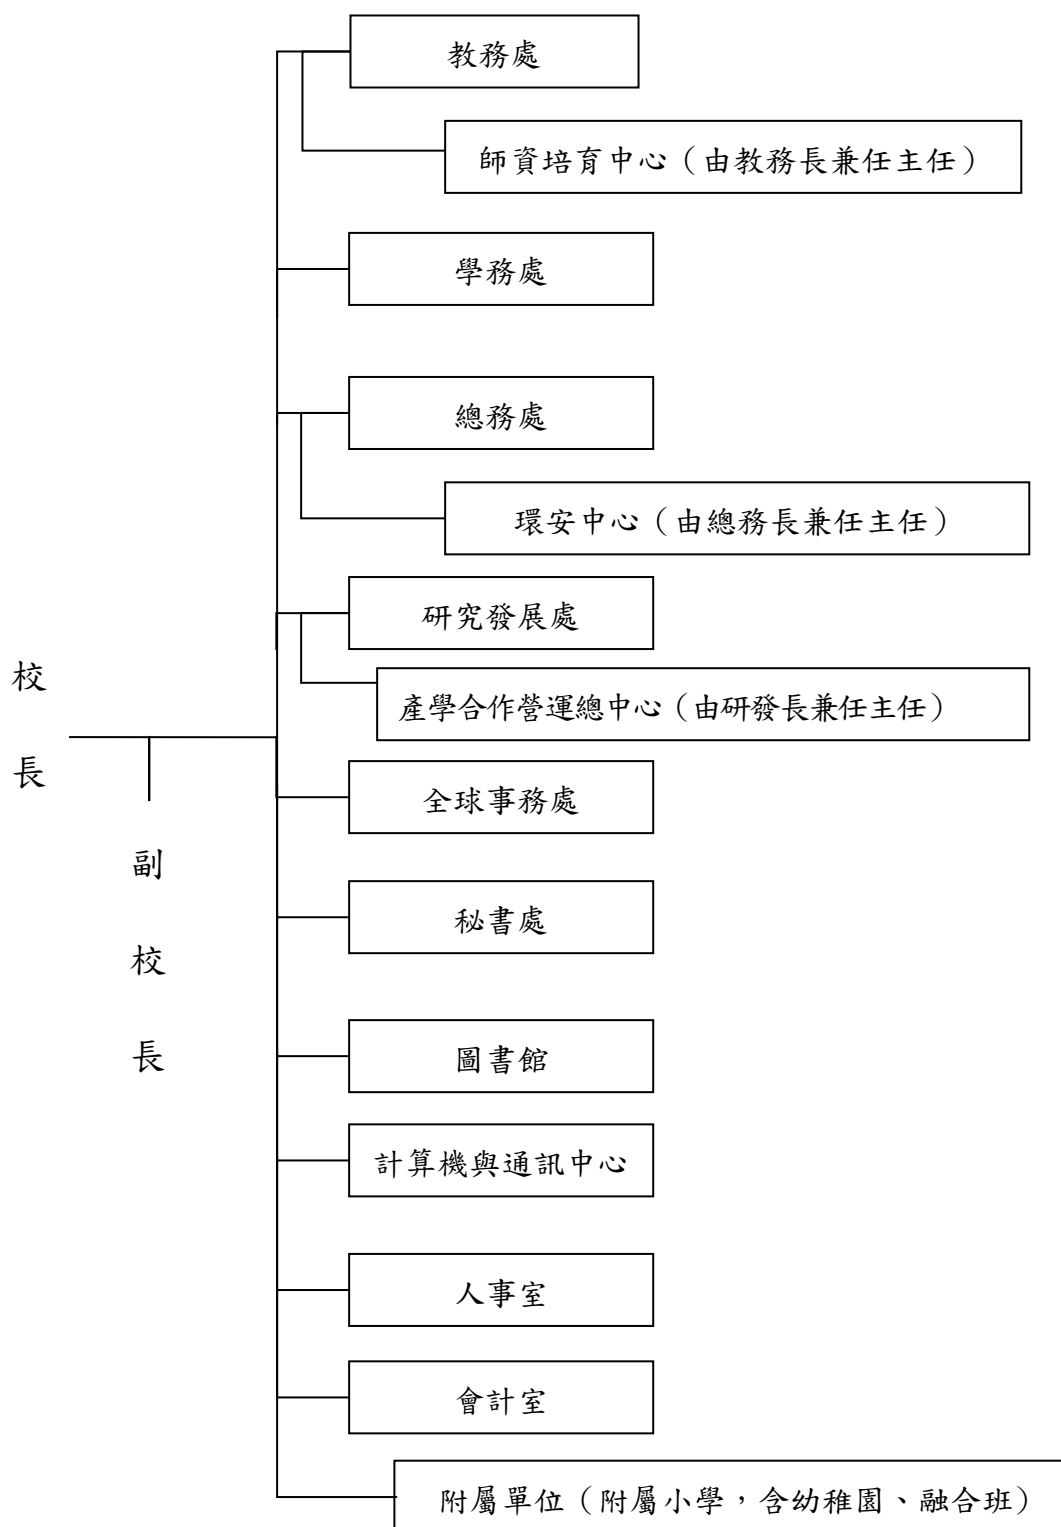 教務處
師資培育中心（由教務長兼任主任）
學務處
總務處
環安中心（由總務長兼任主任）
研究發展處
校長
產學合作營運總中心（由研發長兼任主任）
全球事務處
副校長
秘書處
圖書館
計算機與通訊中心
人事室
會計室
附屬單位（附屬小學，含幼稚園、融合班）